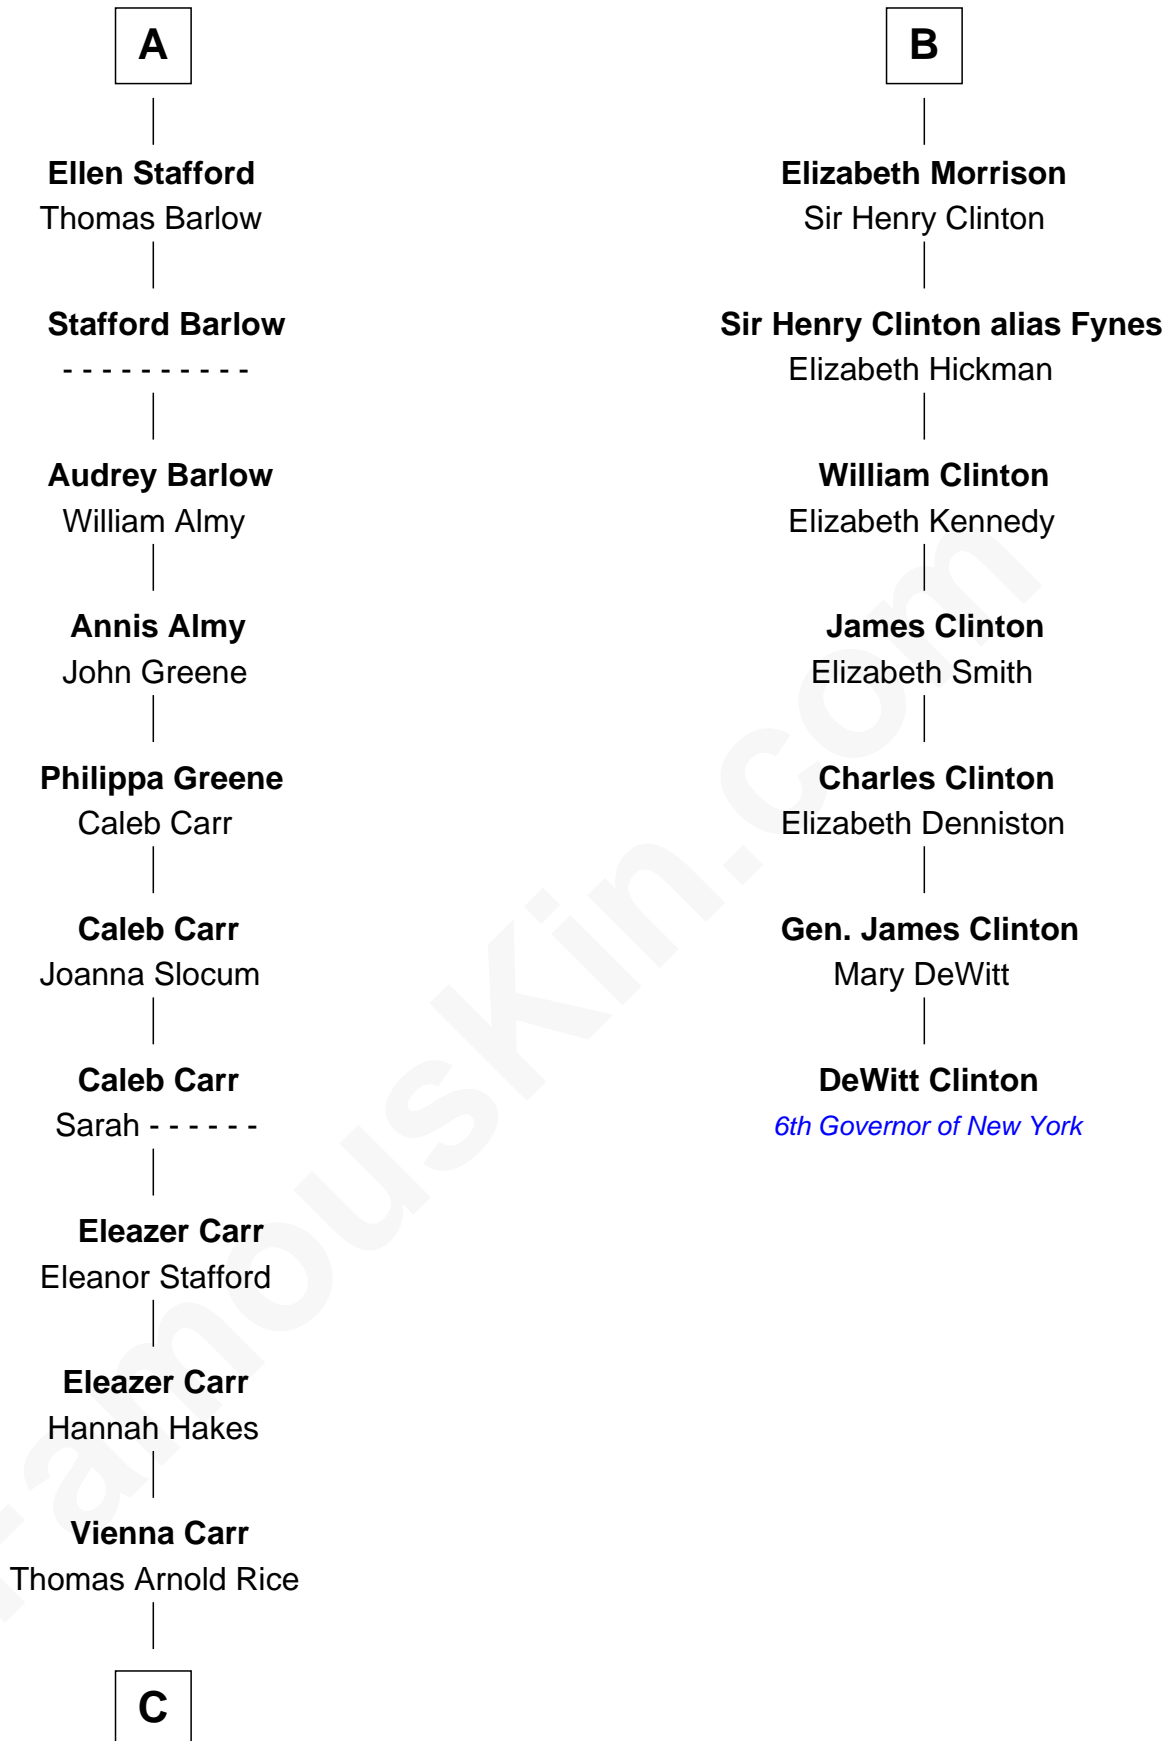 A
Ellen Stafford
Thomas Barlow
Stafford Barlow
- - - - - - - - - -
Audrey Barlow
William Almy
Annis Almy
John Greene
Philippa Greene
Caleb Carr
Caleb Carr
Joanna Slocum
Caleb Carr
Sarah - - - - - -
Eleazer Carr
Eleanor Stafford
Eleazer Carr
Hannah Hakes
Vienna Carr
Thomas Arnold Rice
C
B
Elizabeth Morrison
Sir Henry Clinton
Sir Henry Clinton alias Fynes
Elizabeth Hickman
William Clinton
Elizabeth Kennedy
James Clinton
Elizabeth Smith
Charles Clinton
Elizabeth Denniston
Gen. James Clinton
Mary DeWitt
DeWitt Clinton
6th Governor of New York
FamousKin.com